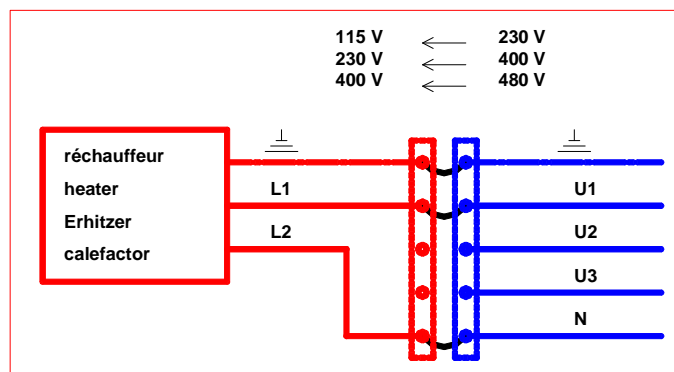 115 V 230 V
230 V 400 V
400 V 480 V
réchauffeur
heater
Erhitzer
calefactor
L1
L2
U1
U2
U3
N